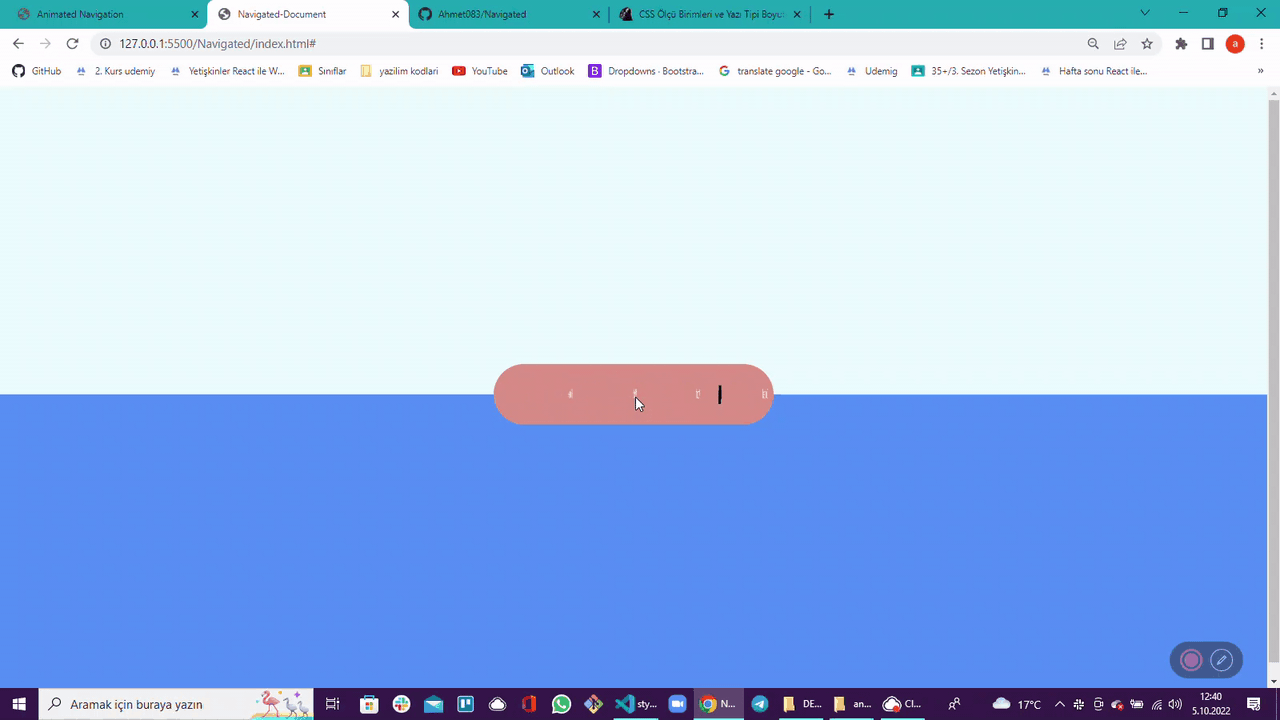 Animated Navigation
Navigated-Document
Ahmet083/Navigated
CSS Ölçü Birimleri ve Yazı Tipi Boyu
127.0.0.1:5500/Navigated/index.html#
a
GitHub
2. Kurs udemiy
Yetişkinler React ile W...
Sınıflar
yazilim kodlari
YouTube
Outlook
B
Dropdowns · Bootstra...
translate google - Go...
Udemig
35+/3. Sezon Yetişkin...
Hafta sonu React ile...
»
Aramak için buraya yazın
sty...
N...
DE...
an...
Cl...
17°C
12:40
5.10.2022